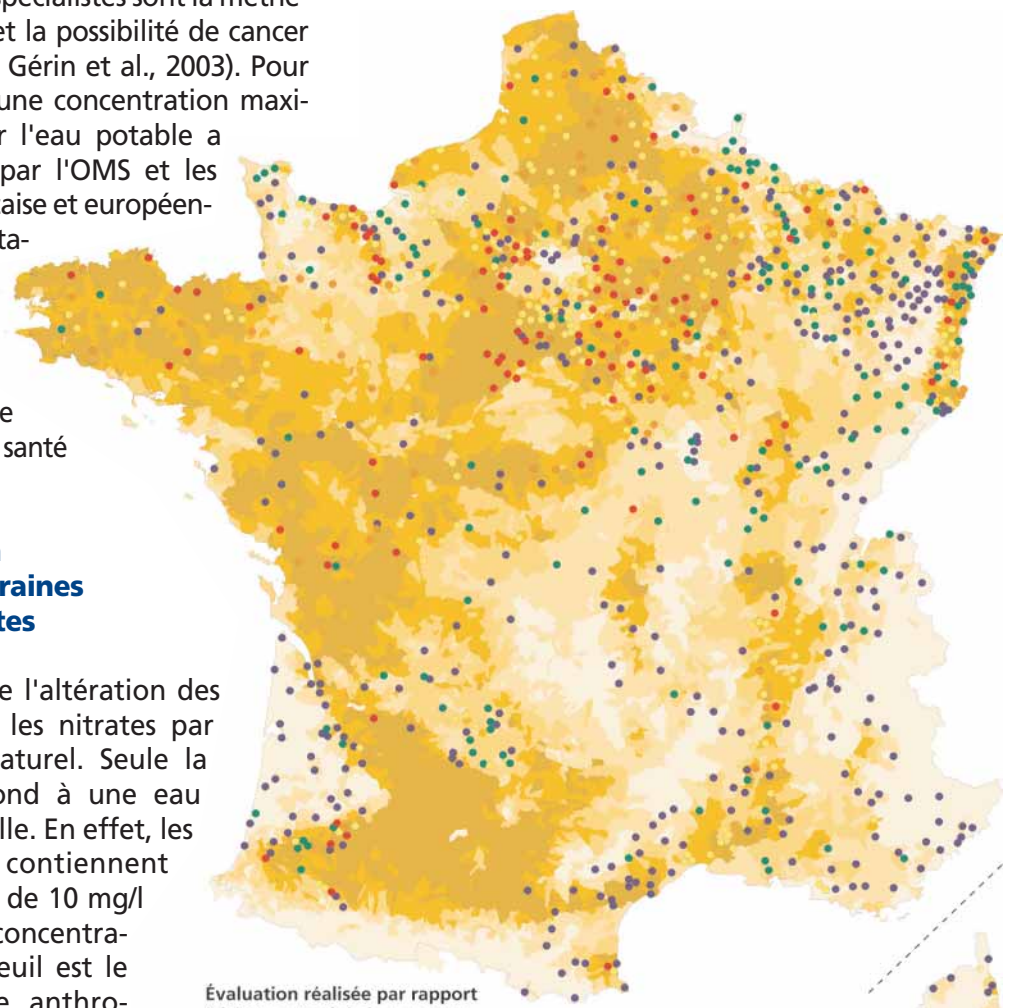 spécialistes sont la méthé-
et la possibilité de cancer
Gérin et al., 2003). Pour
une concentration maxi-
r l'eau potable a
par l'OMS et les
aise et européen-
ta-
e
santé
raines
tes
e l'altération des
les nitrates par
aturel. Seule la
ond à une eau
lle. En effet, les
contiennent
de 10 mg/l
concentra-
euil est le
e anthro-
Évaluation réalisée par rapport